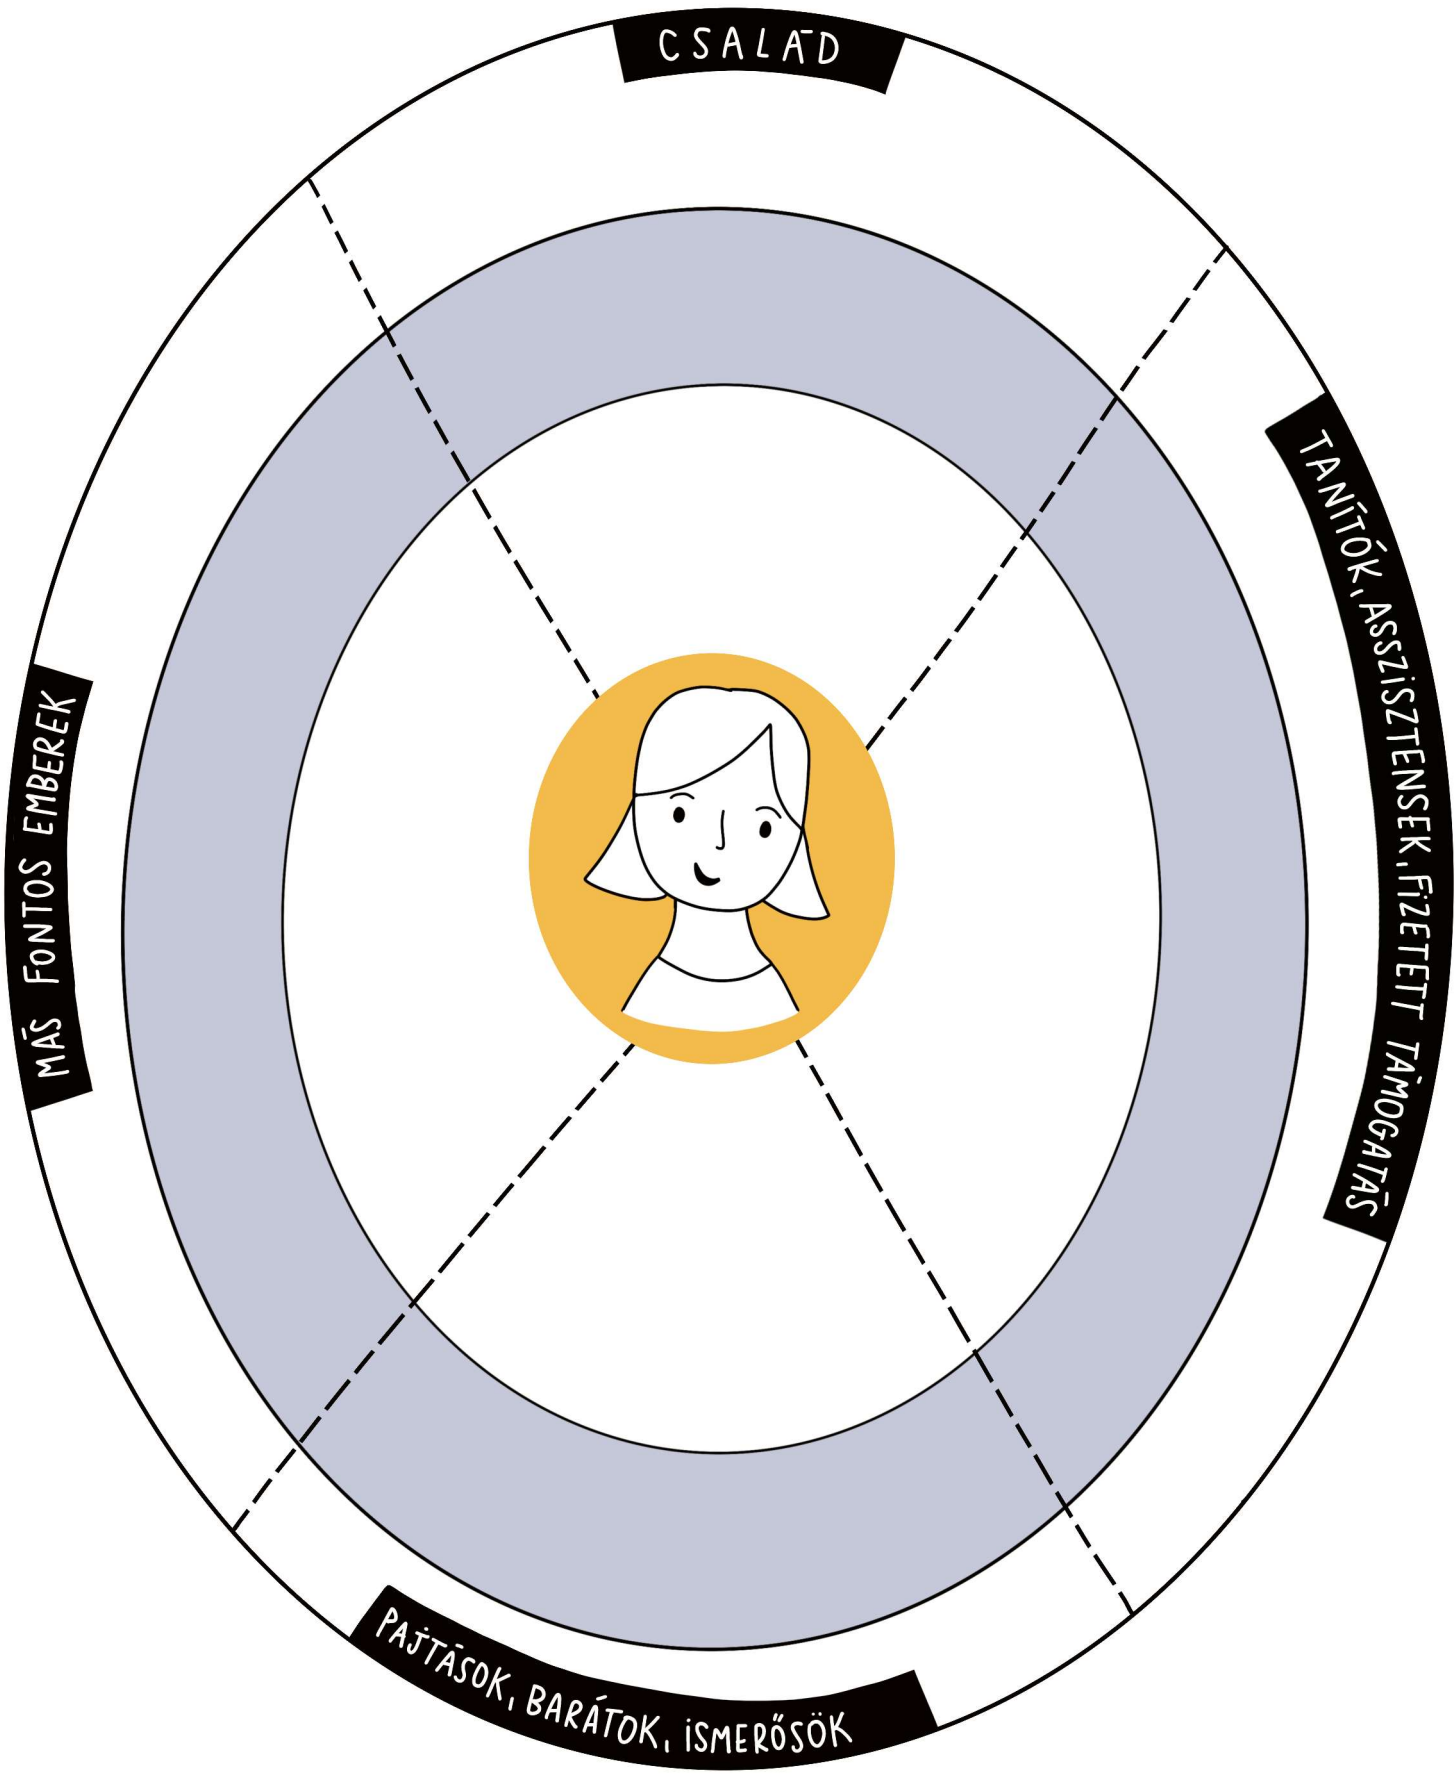 CSALÁD
TANÍTÓK, ASSZISZTENSEK, FIZETETT TÁMOGATÁS
MÁS FONTOS EMBEREK
PAJTÁSOK, BARÁTOK, ISMERŐSÖK